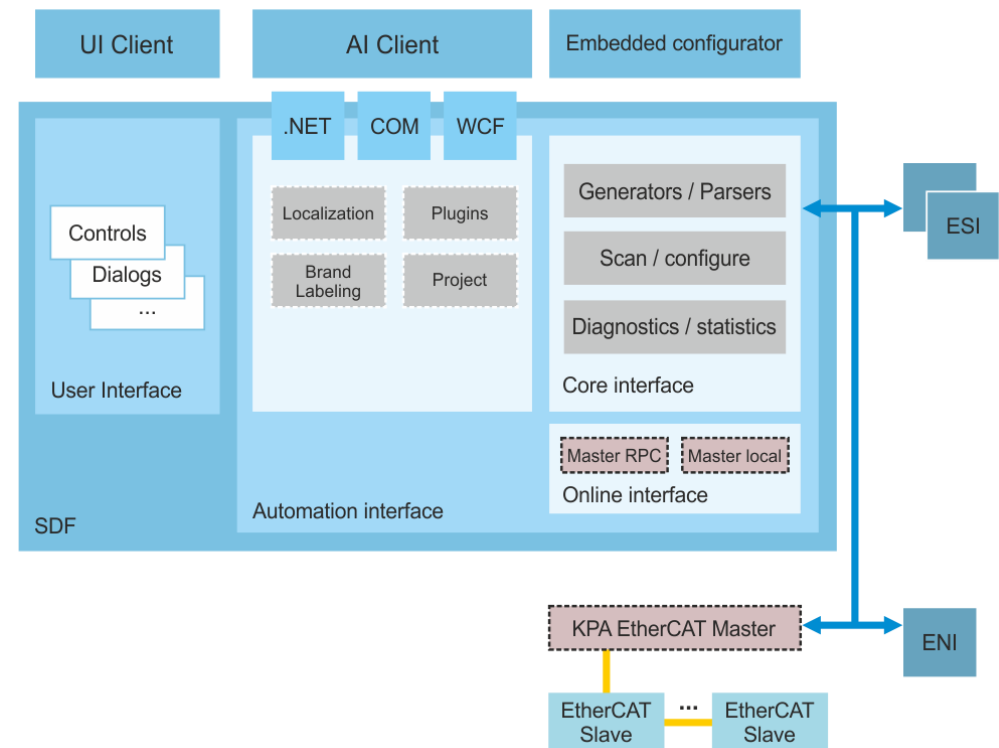 UI Client
AI Client
Embedded configurator
.NET
COM
WCF
Controls
Dialogs
...
User Interface
Localization
Plugins
Brand
Labeling
Project
Generators / Parsers
Scan / configure
Diagnostics / statistics
Core interface
Master RPC
Master local
Online interface
Automation interface
SDF
ESI
KPA EtherCAT Master
ENI
EtherCAT
Slave
...
EtherCAT
Slave